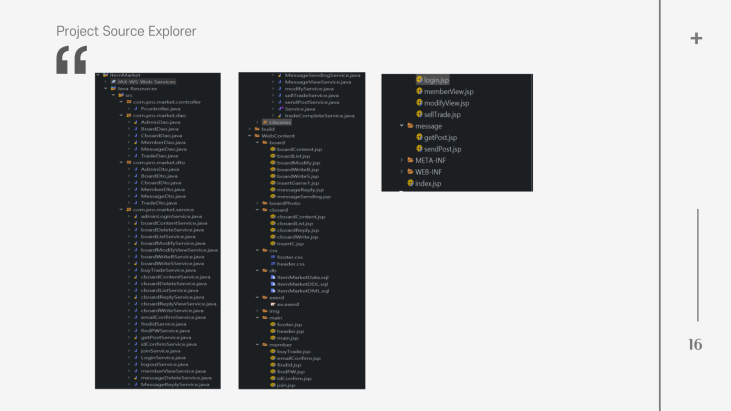 Project Source Explorer
ItemMarket
JAX-WS Web Services
Java Resources
src
com.pro.market.controller
Pcontroller.java
com.pro.market.dao
AdminDao.java
BoardDao.java
CboardDao.java
MemberDao.java
MessageDao.java
TradeDao.java
com.pro.market.dto
AdminDto.java
BoardDto.java
CboardDto.java
MemberDto.java
MessageDto.java
TradeDto.java
com.pro.market.service
adminLoginService.java
boardContentService.java
boardDeleteService.java
boardListService.java
boardModifyService.java
boardModifyViewService.java
boardWriteBService.java
boardWriteSService.java
buyTradeService.java
cboardContentService.java
cboardDeleteService.java
cboardListService.java
cboardReplyService.java
cboardReplyViewService.java
cboardWriteService.java
emailConfirmService.java
findIdService.java
findPWService.java
getPostService.java
idConfirmService.java
joinService.java
LoginService.java
logoutService.java
memberViewService.java
messageDeleteService.java
MessageReplyService.java
MessageSendingService.java
MessageViewService.java
modifyService.java
sellTradeService.java
sendPostService.java
Service.java
tradeCompleteService.java
Libraries
build
WebContent
board
boardContent.jsp
boardList.jsp
boardModify.jsp
boardWriteB.jsp
boardWriteS.jsp
insertGame1.jsp
messageReply.jsp
messageSending.jsp
boardPhoto
cboard
cboardContent.jsp
cboardList.jsp
cboardReply.jsp
cboardWrite.jsp
insertC.jsp
css
footer.css
header.css
db
ItemMarketData.sql
ItemMarketDDL.sql
ItemMarketDML.sql
exerd
ex.exerd
img
main
footer.jsp
header.jsp
main.jsp
member
buyTrade.jsp
emailConfirm.jsp
findId.jsp
findPW.jsp
idConfirm.jsp
join.jsp
login.jsp
memberView.jsp
modifyView.jsp
sellTrade.jsp
message
getPost.jsp
sendPost.jsp
META-INF
WEB-INF
index.jsp
16